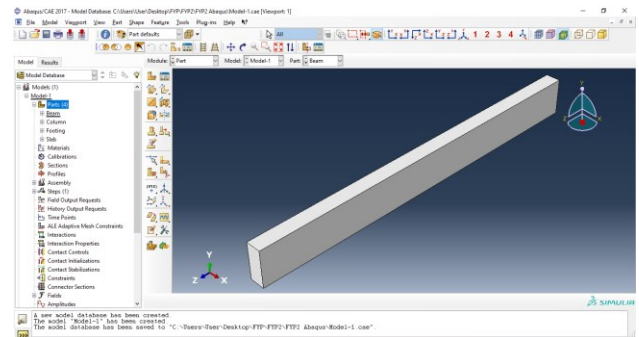 Abaqus/CAE 2017 - Model Database: C:\Users\User\Desktop\FYP\FYP2\FYP2 Abaqus\Model-1.cae [Viewport: 1]
File Model Viewport View Part Shape Feature Tools Plug-ins Help
Part defaults
All
1 2 3 4
Model Results
Module: Part Model: Model-1 Part: Beam
Model Database
Models (1)
Model-1
Parts (4)
Beam
Column
Footing
Slab
Materials
Calibrations
Sections
Profiles
Assembly
Steps (1)
Field Output Requests
History Output Requests
Time Points
ALE Adaptive Mesh Constraints
Interactions
Interaction Properties
Contact Controls
Contact Initializations
Contact Stabilizations
Constraints
Connector Sections
Fields
Amplitudes
Y
Z
X
Y
Z X
SIMULIA
A new model database has been created.
The model "Model-1" has been created.
The model database has been saved to "C:\Users\User\Desktop\FYP\FYP2\FYP2 Abaqus\Model-1.cae".